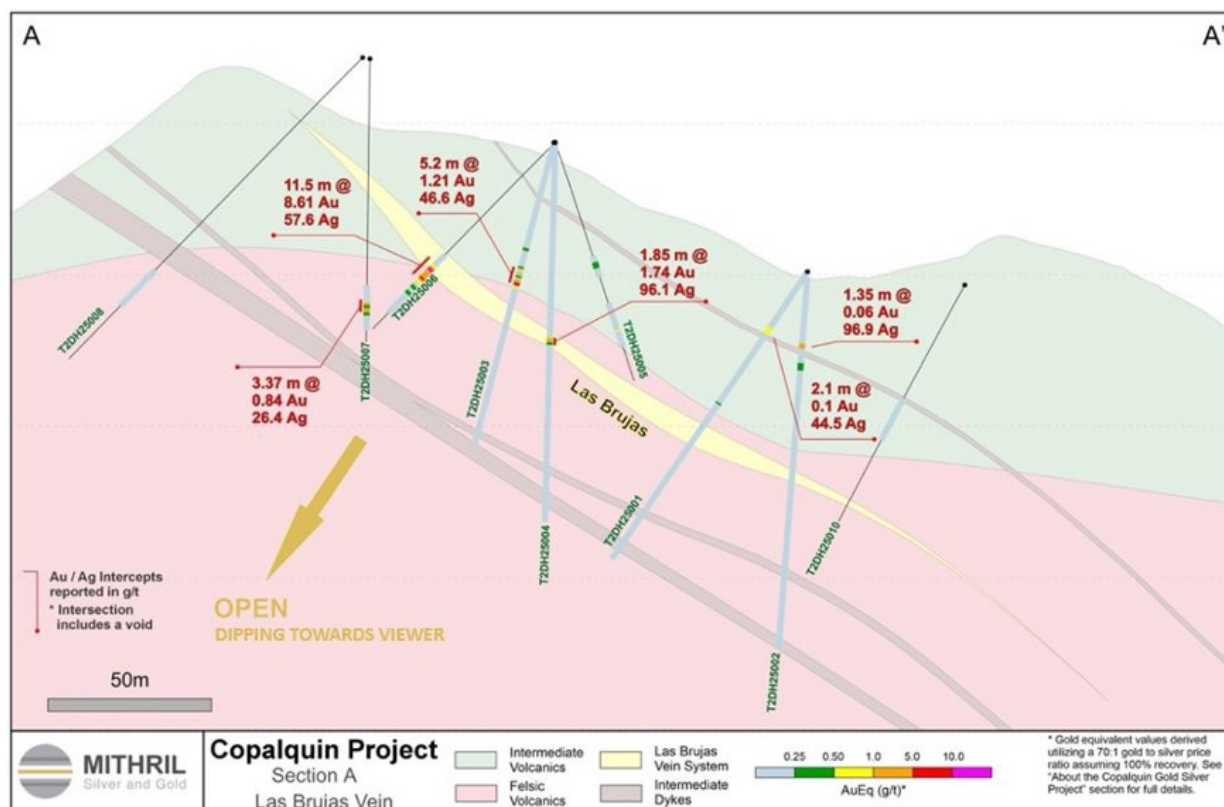 A
A'
11.5 m @
8.61 Au
57.6 Ag
5.2 m @
1.21 Au
46.6 Ag
1.85 m @
1.74 Au
96.1 Ag
1.35 m @
0.06 Au
96.9 Ag
2.1 m @
0.1 Au
44.5 Ag
3.37 m @
0.84 Au
26.4 Ag
T2DH25008
T2DH25007
T2DH25006
T2DH25003
T2DH25004
T2DH25005
T2DH25001
T2DH25002
T2DH25010
Las Brujas
OPEN
DIPPING TOWARDS VIEWER
Au / Ag Intercepts
reported in g/t
* Intersection
includes a void
50m
MITHRIL
Silver and Gold
Copalquin Project
Section A
Las Brujas Vein
Intermediate
Volcanics
Felsic
Volcanics
Las Brujas
Vein System
Intermediate
Dykes
0.25 0.50 1.0 5.0 10.0
AuEq (g/t)*
* Gold equivalent values derived
utilizing a 70:1 gold to silver price
ratio assuming 100% recovery. See
"About the Copalquin Gold Silver
Project" section for full details.